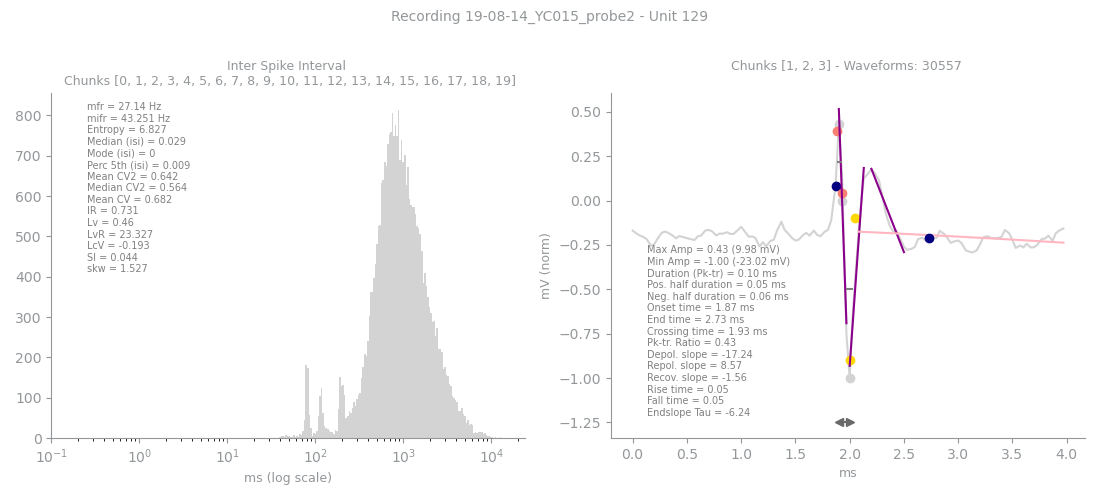 Recording 19-08-14_YC015_probe2 - Unit 129
Inter Spike Interval
Chunks [0, 1, 2, 3, 4, 5, 6, 7, 8, 9, 10, 11, 12, 13, 14, 15, 16, 17, 18, 19]
800
700
600
500
400
300
200
100
0
mfr = 27.14 Hz
mifr = 43.251 Hz
Entropy = 6.827
Median (isi) = 0.029
Mode (isi) = 0
Perc 5th (isi) = 0.009
Mean CV2 = 0.642
Median CV2 = 0.564
Mean CV = 0.682
IR = 0.731
Lv = 0.46
LvR = 23.327
LcV = -0.193
SI = 0.044
skw = 1.527
10⁻¹ 10⁰ 10¹ 10² 10³ 10⁴
ms (log scale)
Chunks [1, 2, 3] - Waveforms: 30557
mV (norm)
0.50
0.25
0.00
−0.25
−0.50
−0.75
−1.00
−1.25
Max Amp = 0.43 (9.98 mV)
Min Amp = -1.00 (-23.02 mV)
Duration (Pk-tr) = 0.10 ms
Pos. half duration = 0.05 ms
Neg. half duration = 0.06 ms
Onset time = 1.87 ms
End time = 2.73 ms
Crossing time = 1.93 ms
Pk-tr. Ratio = 0.43
Depol. slope = -17.24
Repol. slope = 8.57
Recov. slope = -1.56
Rise time = 0.05
Fall time = 0.05
Endslope Tau = -6.24
0.0 0.5 1.0 1.5 2.0 2.5 3.0 3.5 4.0
ms